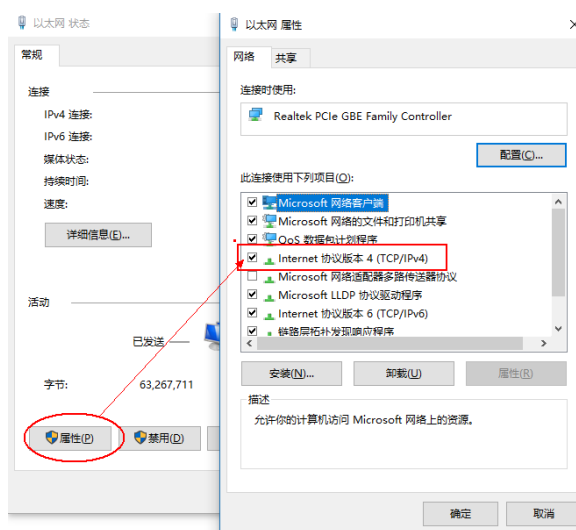 以太网 状态
常规
连接
IPv4 连接:
IPv6 连接:
媒体状态:
持续时间:
速度:
详细信息(E)...
活动
已发送
字节:
63,267,711
属性(P)
禁用(D)
以太网 属性
网络
共享
连接时使用:
Realtek PCIe GBE Family Controller
配置(C)...
此连接使用下列项目(O):
Microsoft 网络客户端
Microsoft 网络的文件和打印机共享
QoS 数据包计划程序
Internet 协议版本 4 (TCP/IPv4)
Microsoft 网络适配器多路传送器协议
Microsoft LLDP 协议驱动程序
Internet 协议版本 6 (TCP/IPv6)
链路层拓扑发现响应程序
安装(N)...
卸载(U)
属性(R)
描述
允许你的计算机访问 Microsoft 网络上的资源。
确定
取消